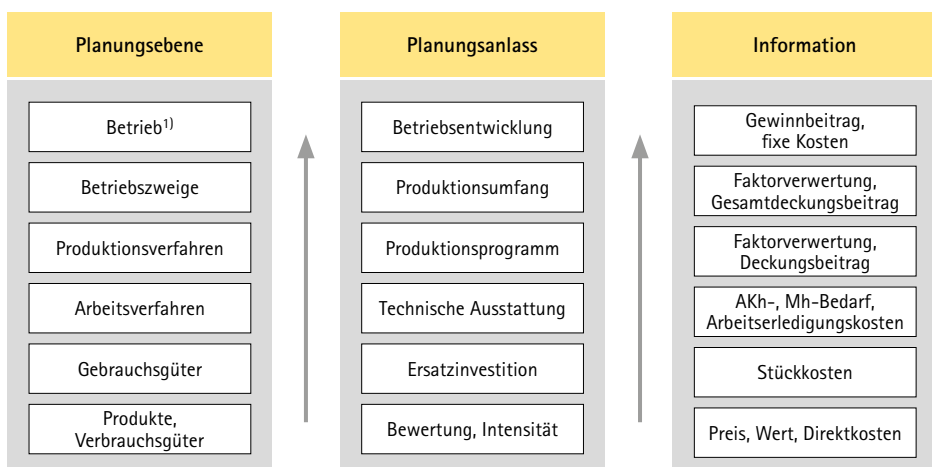 Planungsebene
Betrieb1)
Betriebszweige
Produktionsverfahren
Arbeitsverfahren
Gebrauchsgüter
Produkte,
Verbrauchsgüter
Planungsanlass
Betriebsentwicklung
Produktionsumfang
Produktionsprogramm
Technische Ausstattung
Ersatzinvestition
Bewertung, Intensität
Information
Gewinnbeitrag,
fixe Kosten
Faktorverwertung,
Gesamtdeckungsbeitrag
Faktorverwertung,
Deckungsbeitrag
AKh-, Mh-Bedarf,
Arbeitserledigungskosten
Stückkosten
Preis, Wert, Direktkosten